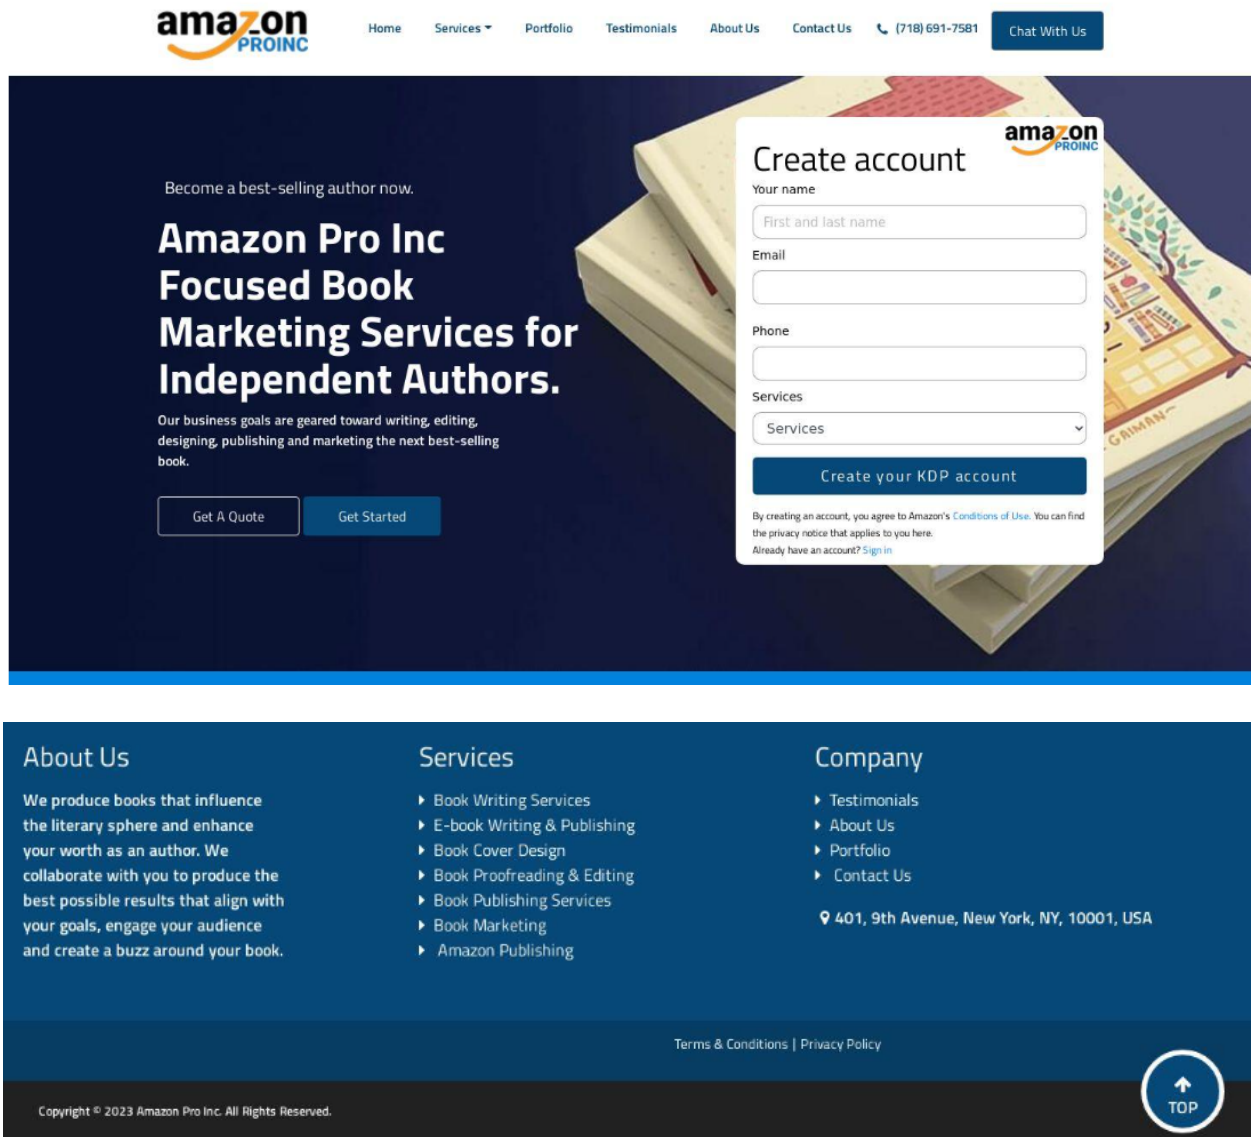 amazon
PROINC
Home Services Portfolio Testimonials About Us Contact Us (718) 691-7581 Chat With Us
Become a best-selling author now.
Amazon Pro Inc
Focused Book
Marketing Services for
Independent Authors.
Our business goals are geared toward writing, editing,
designing, publishing and marketing the next best-selling
book.
Get A Quote Get Started
amazon
PROINC
Create account
Your name
First and last name
Email
Phone
Services
Services
Create your KDP account
By creating an account, you agree to Amazon's Conditions of Use. You can find
the privacy notice that applies to you here.
Already have an account? Sign in
GAIMAN
About Us
We produce books that influence
the literary sphere and enhance
your worth as an author. We
collaborate with you to produce the
best possible results that align with
your goals, engage your audience
and create a buzz around your book.
Services
Book Writing Services
E-book Writing & Publishing
Book Cover Design
Book Proofreading & Editing
Book Publishing Services
Book Marketing
Amazon Publishing
Company
Testimonials
About Us
Portfolio
Contact Us
401, 9th Avenue, New York, NY, 10001, USA
Terms & Conditions | Privacy Policy
Copyright © 2023 Amazon Pro Inc. All Rights Reserved.
TOP